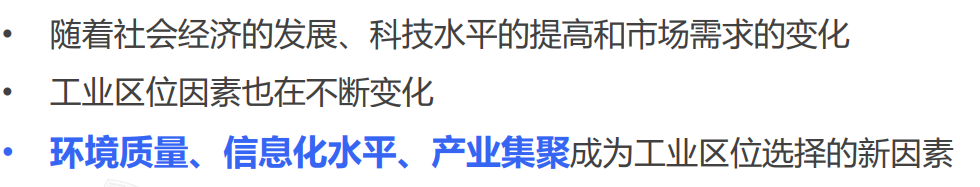 • 随着社会经济的发展、科技水平的提高和市场需求的变化
• 工业区位因素也在不断变化
• 环境质量、信息化水平、产业集聚成为工业区位选择的新因素